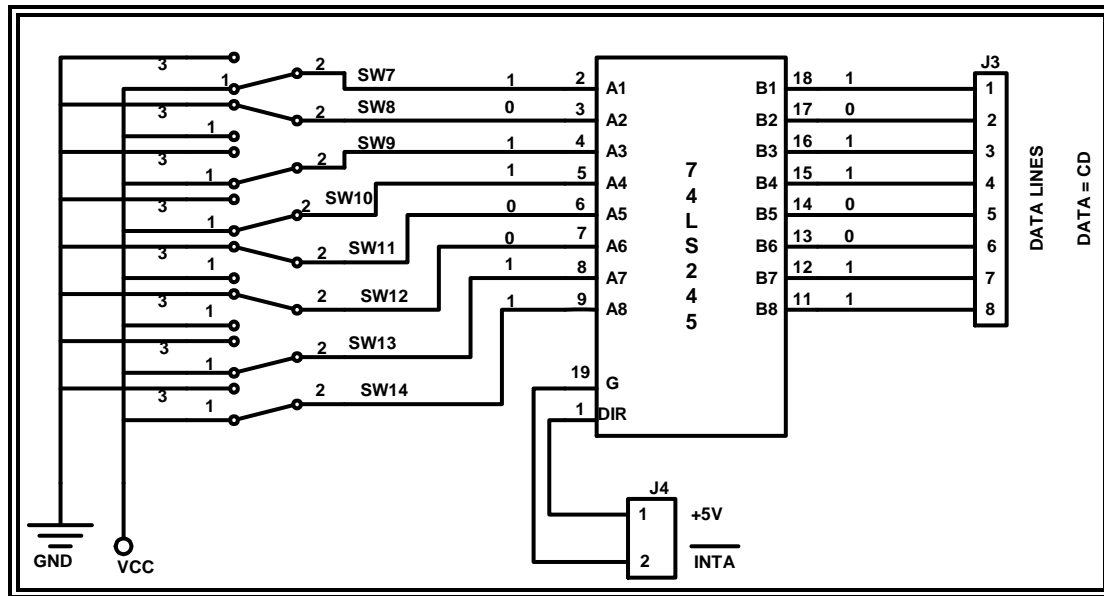 J3
3
1 2 SW7 1 2 A1 B1 18 1 1
3 SW8 0 3 A2 B2 17 0 2
1 2
3 SW9 1 4 A3 B3 16 1 3
1 2
3 SW10 1 5 A4 B4 15 1 4
1 2
3 SW11 0 6 A5 B5 14 0 5
1 2
3 SW12 0 7 A6 B6 13 0 6
1 2
3 SW13 1 8 A7 B7 12 1 7
1 2
3 SW14 1 9 A8 B8 11 1 8
1 2
74LS245
DATA LINES
DATA = CD
19 G
1 DIR
J4
1 +5V
2 INTA
GND
VCC